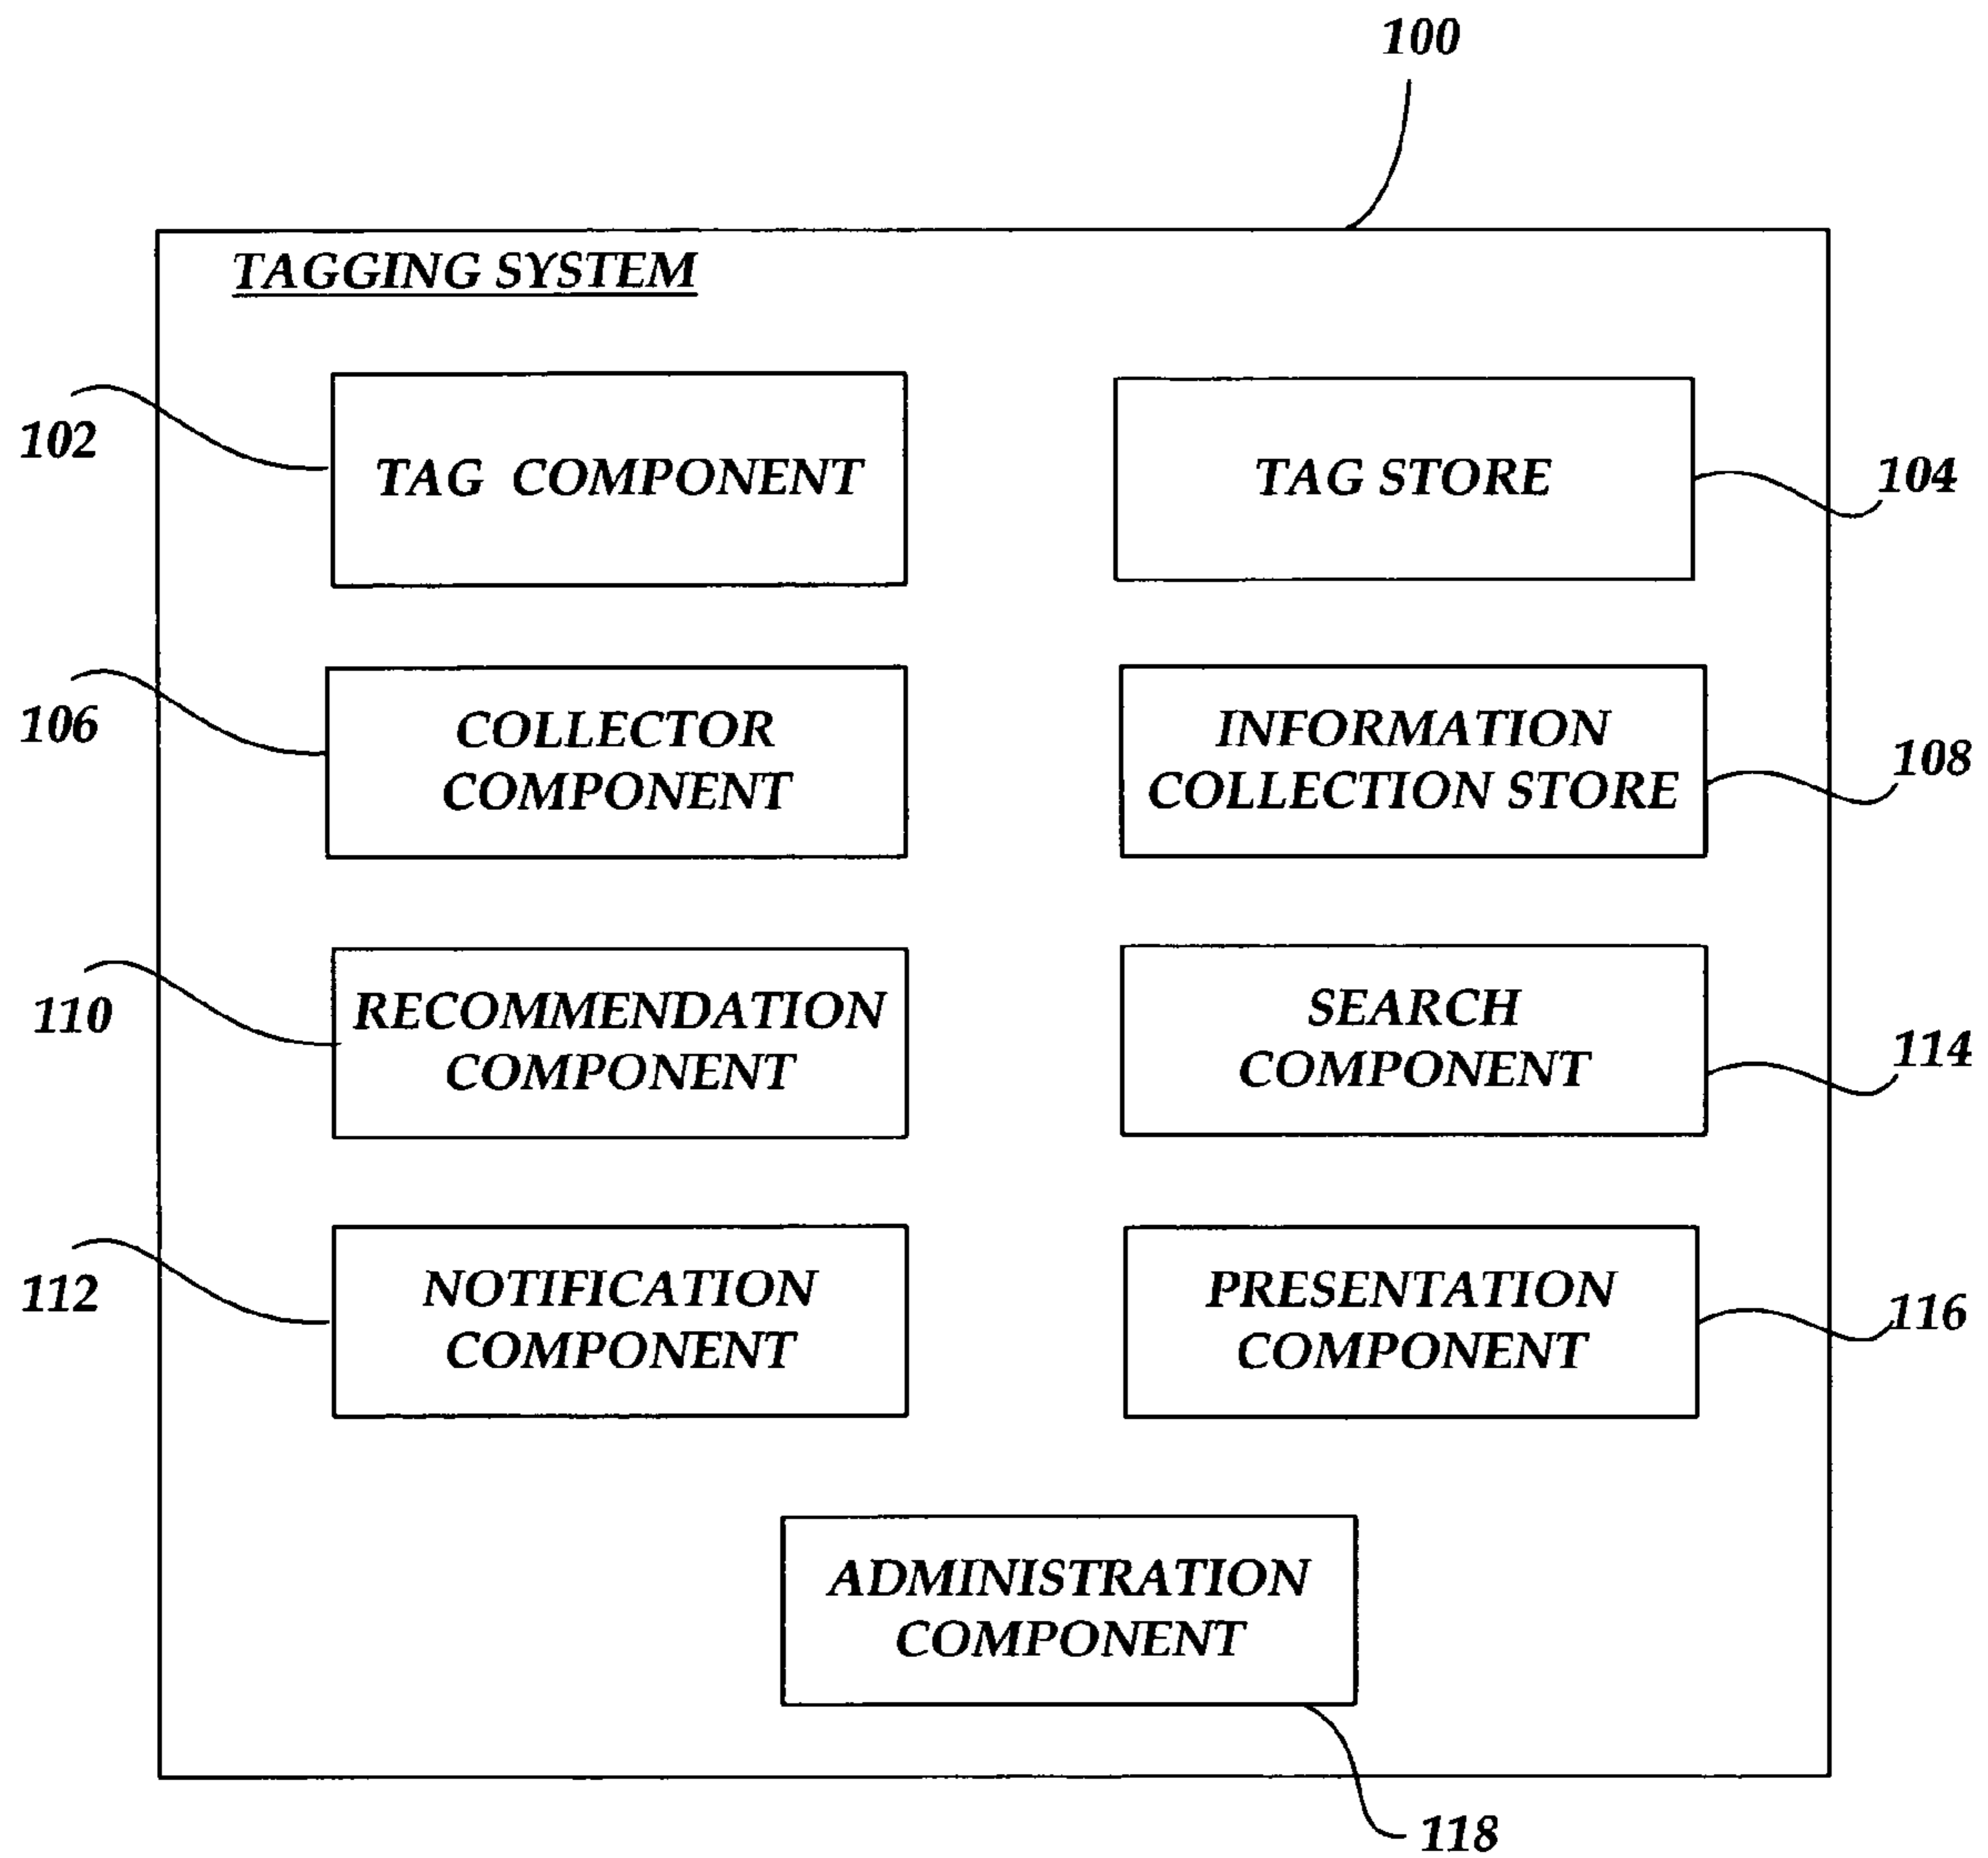 100
TAGGING SYSTEM
102
TAG COMPONENT
TAG STORE
104
106
COLLECTOR
COMPONENT
INFORMATION
COLLECTION STORE
108
110
RECOMMENDATION
COMPONENT
SEARCH
COMPONENT
114
112
NOTIFICATION
COMPONENT
PRESENTATION
COMPONENT
116
ADMINISTRATION
COMPONENT
118